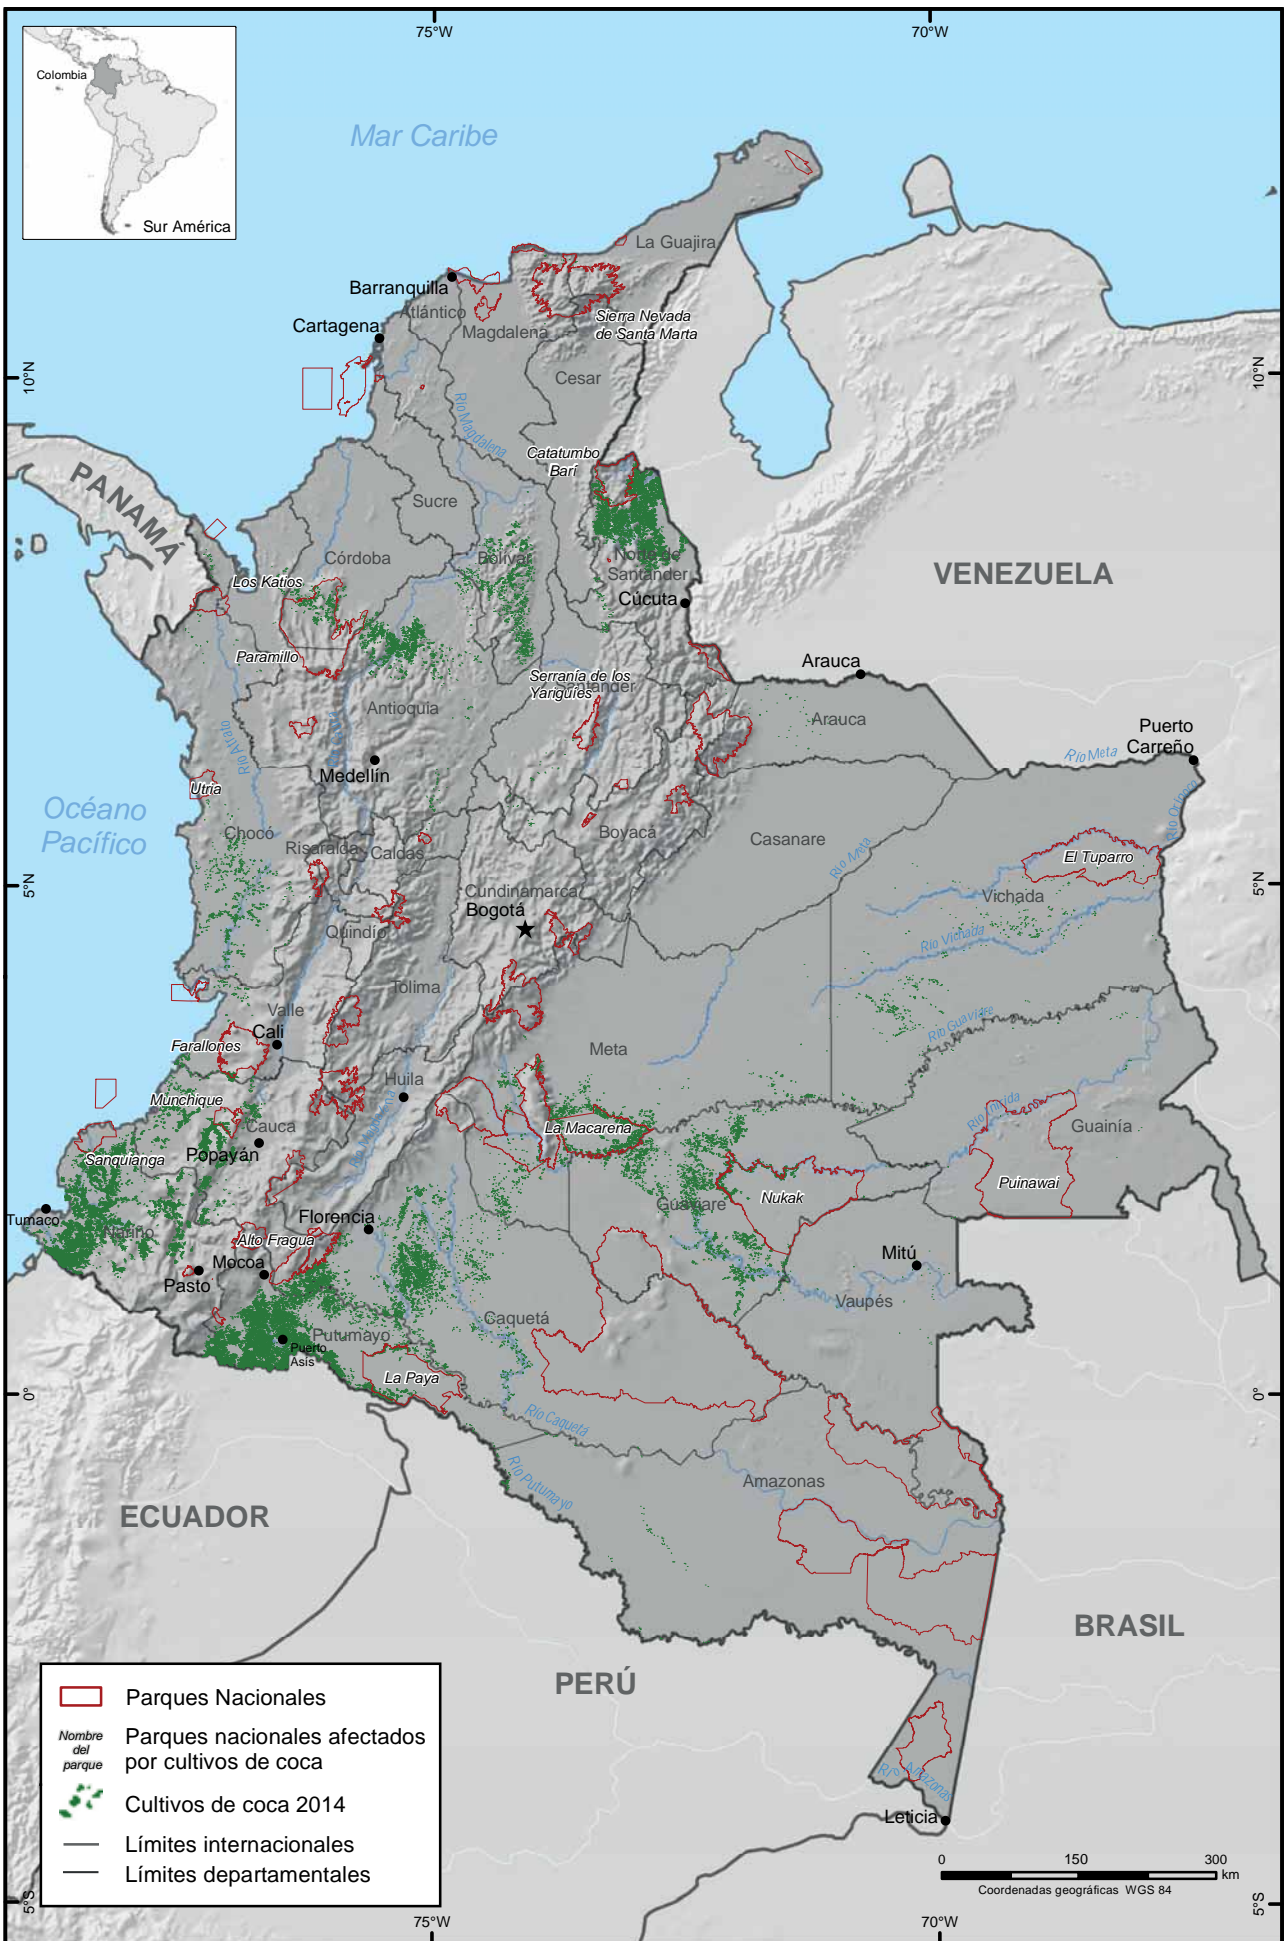 75°W
70°W
Colombia
Sur América
Mar Caribe
La Guajira
Barranquilla
Atlántico
Magdalena
Sierra Nevada
de Santa Marta
Cartagena
Cesar
10°N
10°N
Río Magdalena
Catatumbo
Barí
PANAMÁ
Sucre
Córdoba
Bolívar
Norte de
Santander
Los Katios
Cúcuta
VENEZUELA
Paramillo
Arauca
Serranía de los
Yariguíes
Santander
Antioquia
Arauca
Puerto
Carreño
Río Atrato
Río Meta
Medellín
Utría
Río Orinoco
Océano
Pacífico
Chocó
Risaralda
Caldas
Boyacá
Casanare
Río Meta
El Tuparro
5°N
5°N
Cundinamarca
Bogotá
Vichada
Quindío
Río Vichada
Tolima
Valle
Cali
Farallones
Meta
Río Guaviare
Huila
Munchique
Cauca
Río Magdalena
La Macarena
Río Inírida
Guainía
Popayán
Sanquianga
Puinawai
Nukak
Guaviare
Tumaco
Nariño
Florencia
Alto Fragua
Mocoa
Pasto
Mitú
Vaupés
Caquetá
Putumayo
Puerto
Asís
La Paya
0°
0°
Río Caquetá
Río Putumayo
Amazonas
ECUADOR
BRASIL
PERÚ
Parques Nacionales
Nombre
del
parque
Parques nacionales afectados
por cultivos de coca
Cultivos de coca 2014
Límites internacionales
Límites departamentales
Río Amazonas
Leticia
0 150 300
km
Coordenadas geográficas WGS 84
5°S
5°S
75°W
70°W